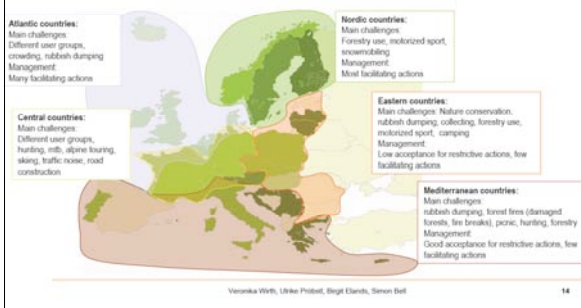 Atlantic countries:
Main challenges:
Different user groups,
crowding, rubbish dumping
Management:
Many facilitating actions
Nordic countries:
Main challenges:
Forestry use, motorized sport,
snowmobiling
Management:
Most facilitating actions
Central countries:
Main challenges:
Different user groups,
hunting, mtb, alpine touring,
skiing, traffic noise, road
construction
Eastern countries:
Main challenges: Nature conservation,
rubbish dumping, collecting, forestry use,
motorized sport, camping
Management:
Low acceptance for restrictive actions, few
facilitating actions
Mediterranean countries:
Main challenges:
rubbish dumping, forest fires (damaged
forests, fire breaks), picnic, hunting, forestry
Management:
Good acceptance for restrictive actions, few
facilitating actions
Veronika Wirth, Ulrike Pröbstl, Birgit Elands, Simon Bell
14